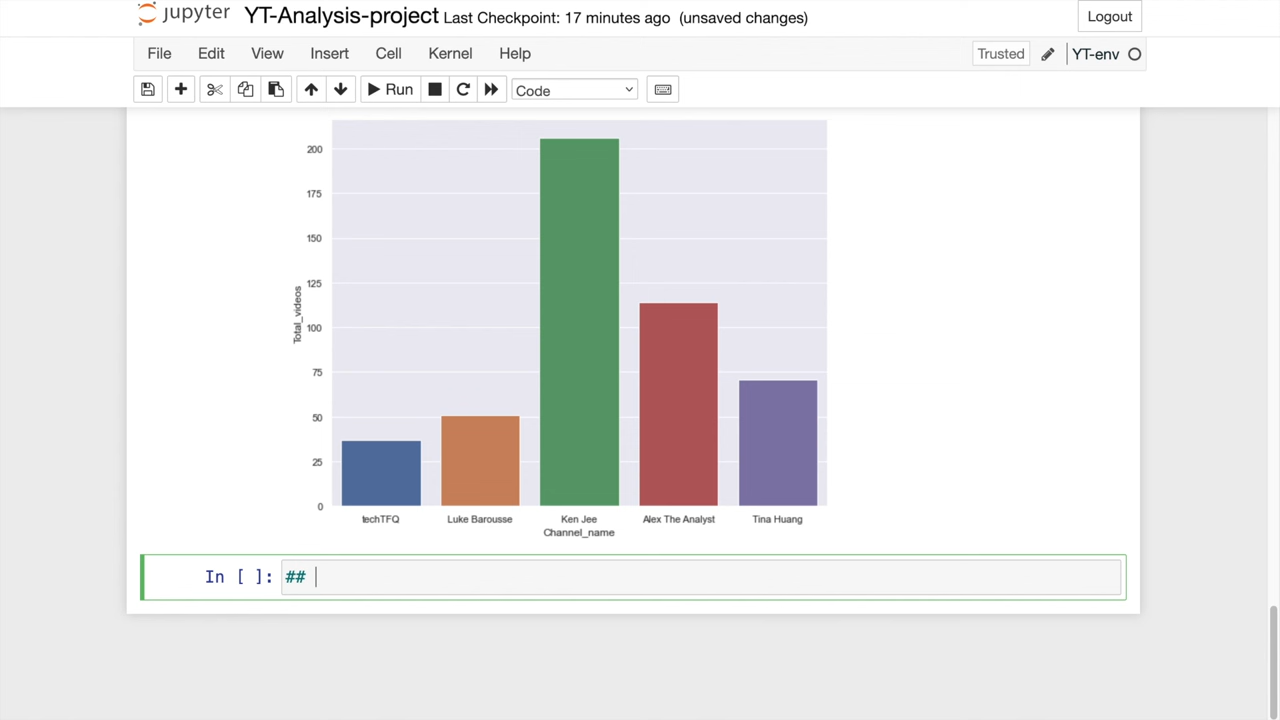 jupyter YT-Analysis-project Last Checkpoint: 17 minutes ago (unsaved changes) Logout
File Edit View Insert Cell Kernel Help Trusted YT-env
Run Code
200
175
150
125
100
75
50
25
0
Total_videos
techTFQ Luke Barousse Ken Jee Alex The Analyst Tina Huang
Channel_name
In [ ]: ##